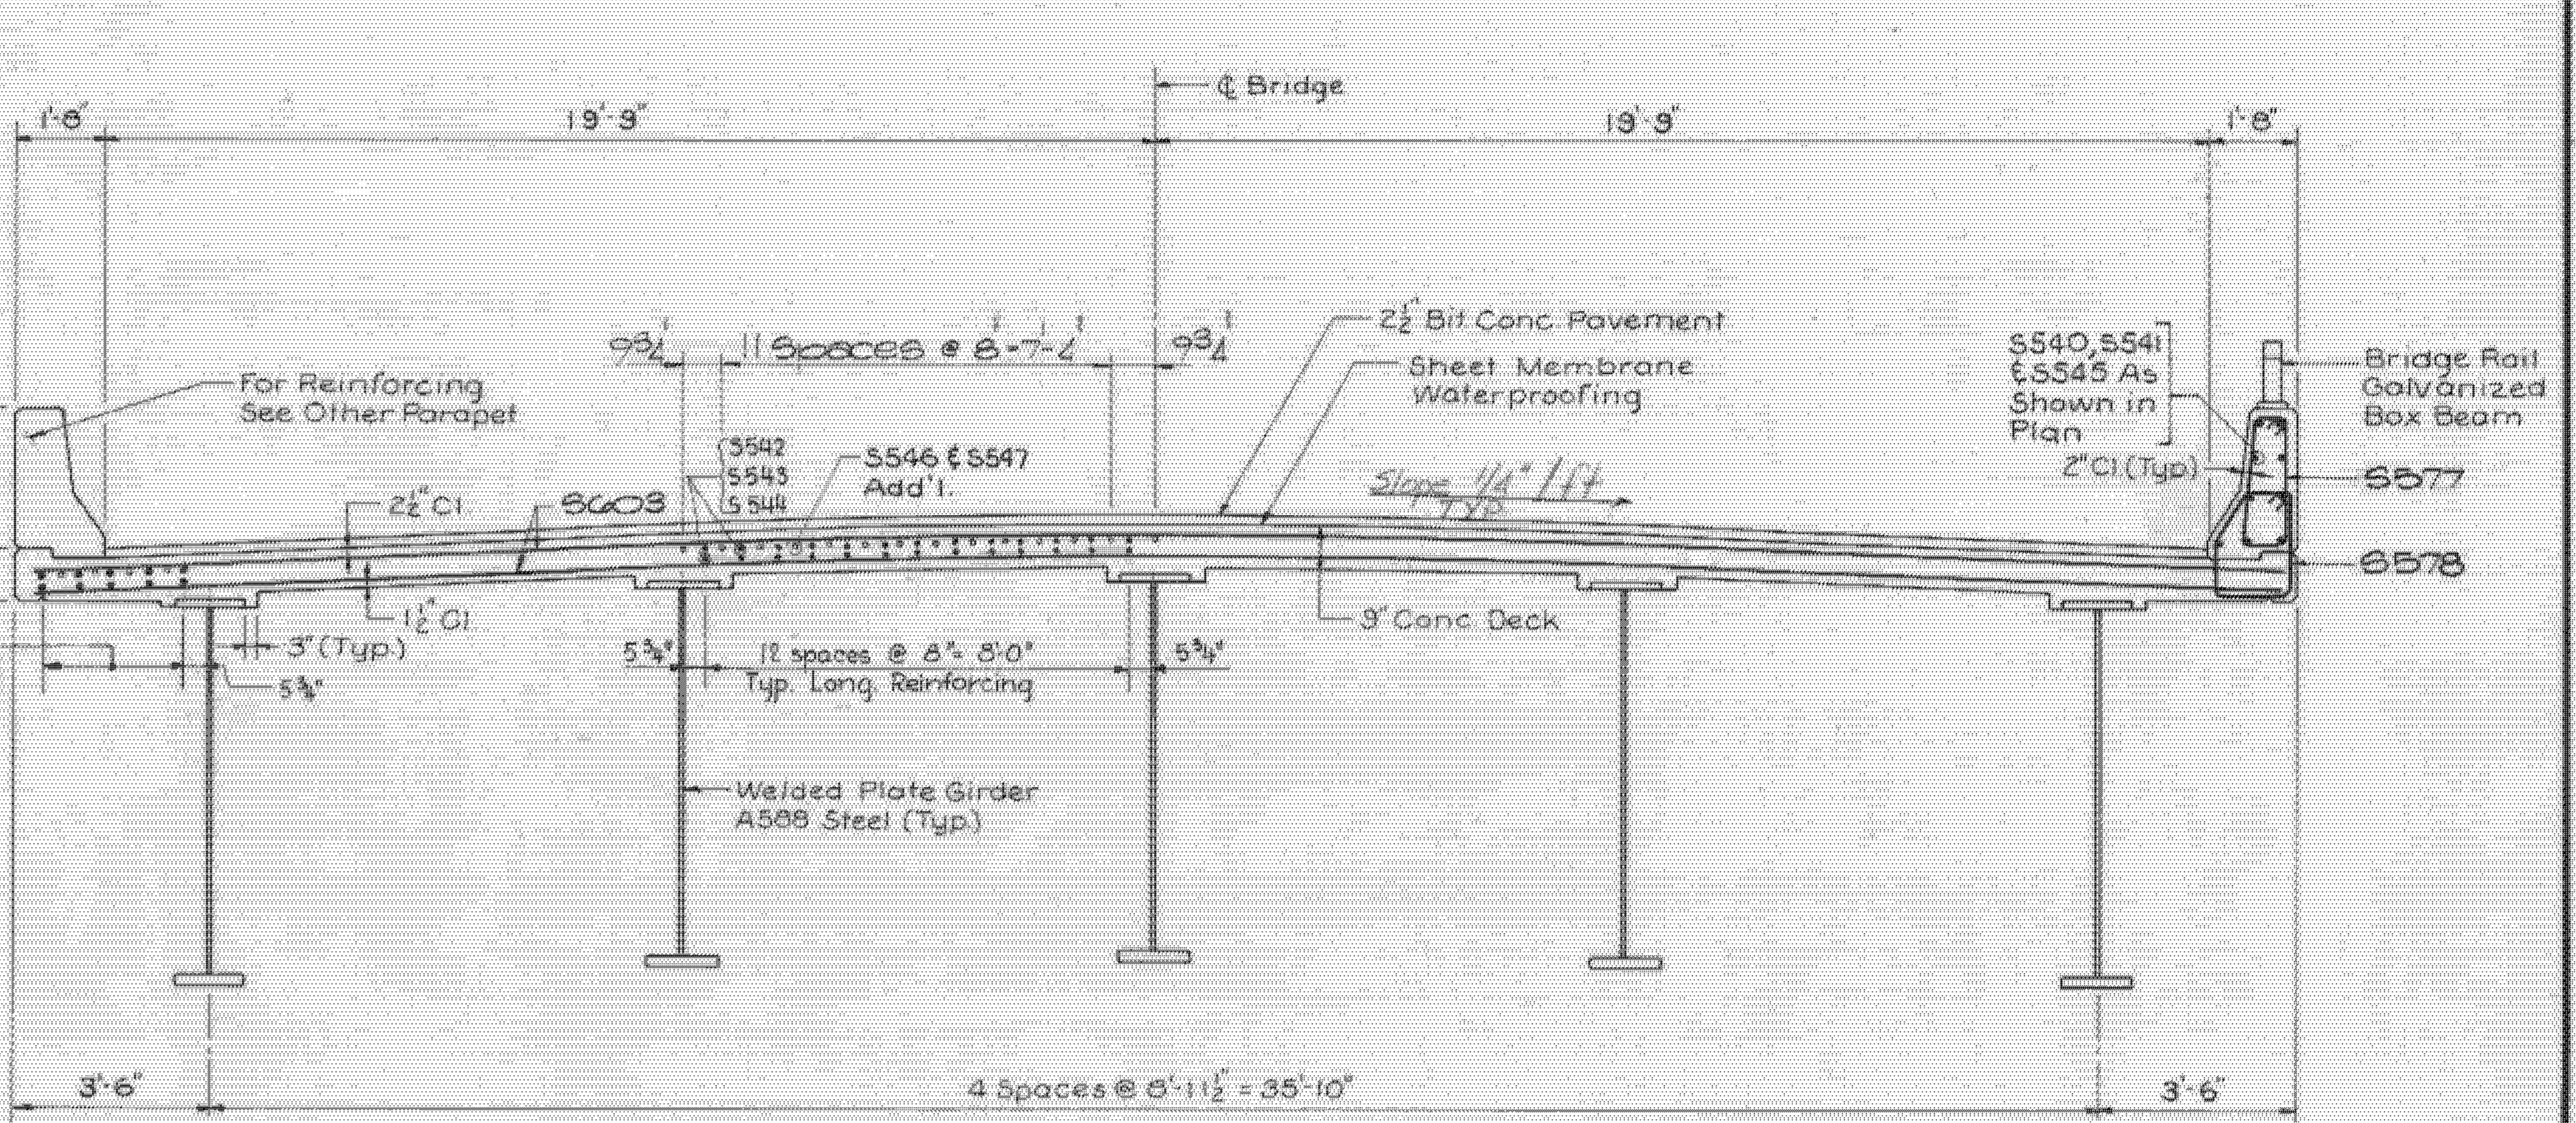 ℄ Bridge
1'-8"
19'-9"
19'-9"
1'-8"
9¾"
11 Spaces @ 8"=7'-4"
9¾"
2½" Bit. Conc. Pavement
Sheet Membrane
Waterproofing
S540, S541
& S545 As
Shown in
Plan
Bridge Rail
Galvanized
Box Beam
For Reinforcing
See Other Parapet
S542
S543
S544
S546 & S547
Add'l.
Slope 1/4" / ft
Typ.
2" Cl. (Typ.)
S577
2½" Cl.
S603
S578
1½" Cl.
9" Conc. Deck
3" (Typ.)
5¾"
5¾"
12 spaces @ 8"= 8'-0"
5¾"
Typ. Long. Reinforcing
Welded Plate Girder
A588 Steel (Typ.)
3'-6"
4 Spaces @ 8'-11½" = 35'-10"
3'-6"